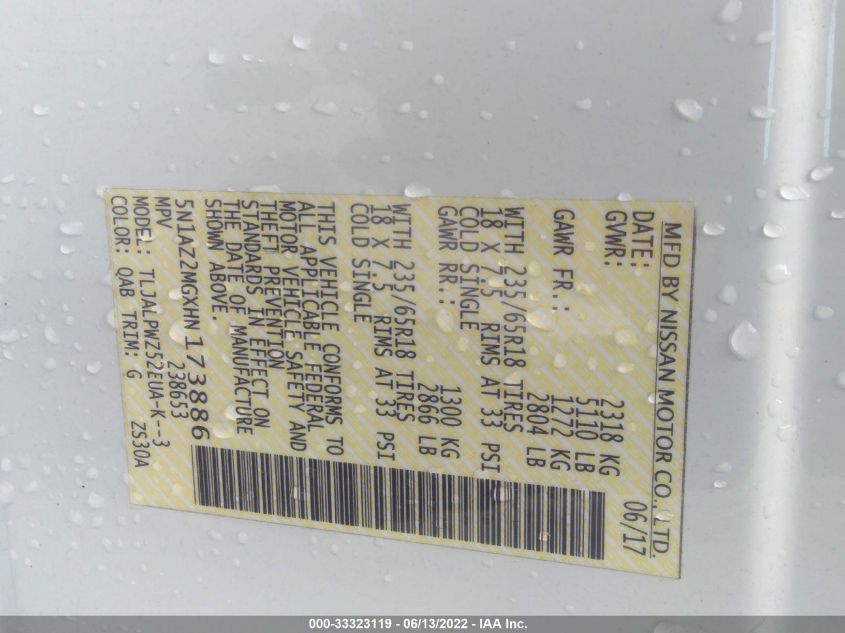 MFD BY NISSAN MOTOR CO., LTD.
DATE: 06/17
GVWR: 2318 KG
5110 LB
GAWR FR.: 1272 KG
2804 LB
WITH 235/65R18 TIRES
18 X 7.5 RIMS AT 33 PSI
COLD SINGLE
GAWR RR.: 1300 KG
2866 LB
WITH 235/65R18 TIRES
18 X 7.5 RIMS AT 33 PSI
COLD SINGLE
THIS VEHICLE CONFORMS TO
ALL APPLICABLE FEDERAL
MOTOR VEHICLE SAFETY AND
THEFT PREVENTION
STANDARDS IN EFFECT ON
THE DATE OF MANUFACTURE
SHOWN ABOVE.
5N1AZ2MGXHN173886
MPV 238653
MODEL: TLJALPWZ52EUA-K--3
COLOR: QAB TRIM: G ZS30A
000-33323119 - 06/13/2022 - IAA Inc.